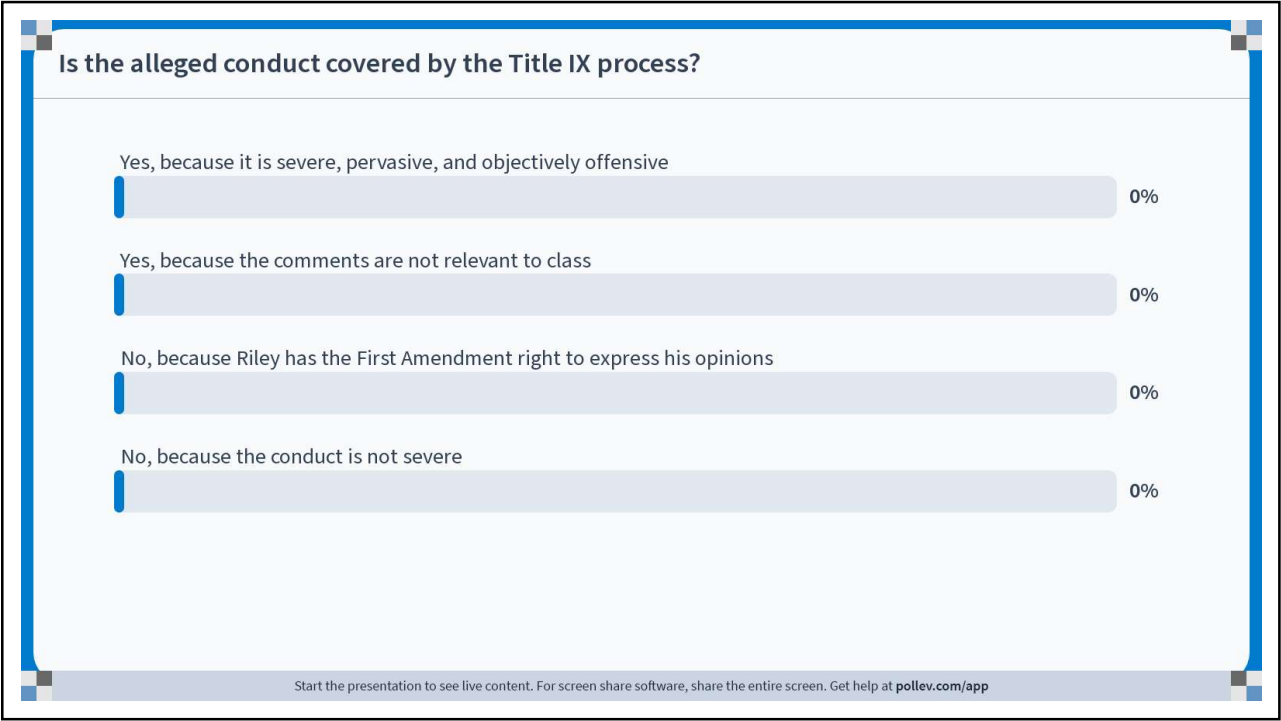 Is the alleged conduct covered by the Title IX process?
Yes, because it is severe, pervasive, and objectively offensive
0%
Yes, because the comments are not relevant to class
0%
No, because Riley has the First Amendment right to express his opinions
0%
No, because the conduct is not severe
0%
Start the presentation to see live content. For screen share software, share the entire screen. Get help at pollev.com/app